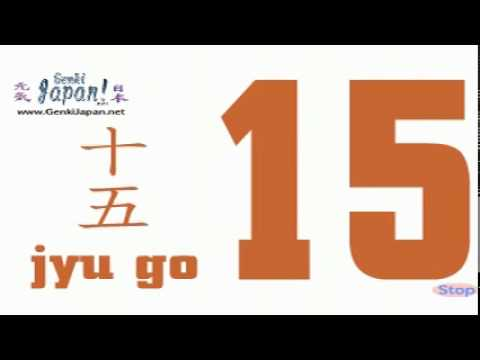 元気 Genki Japan! 日本
www.GenkiJapan.net
十五
jyu go
15
Stop